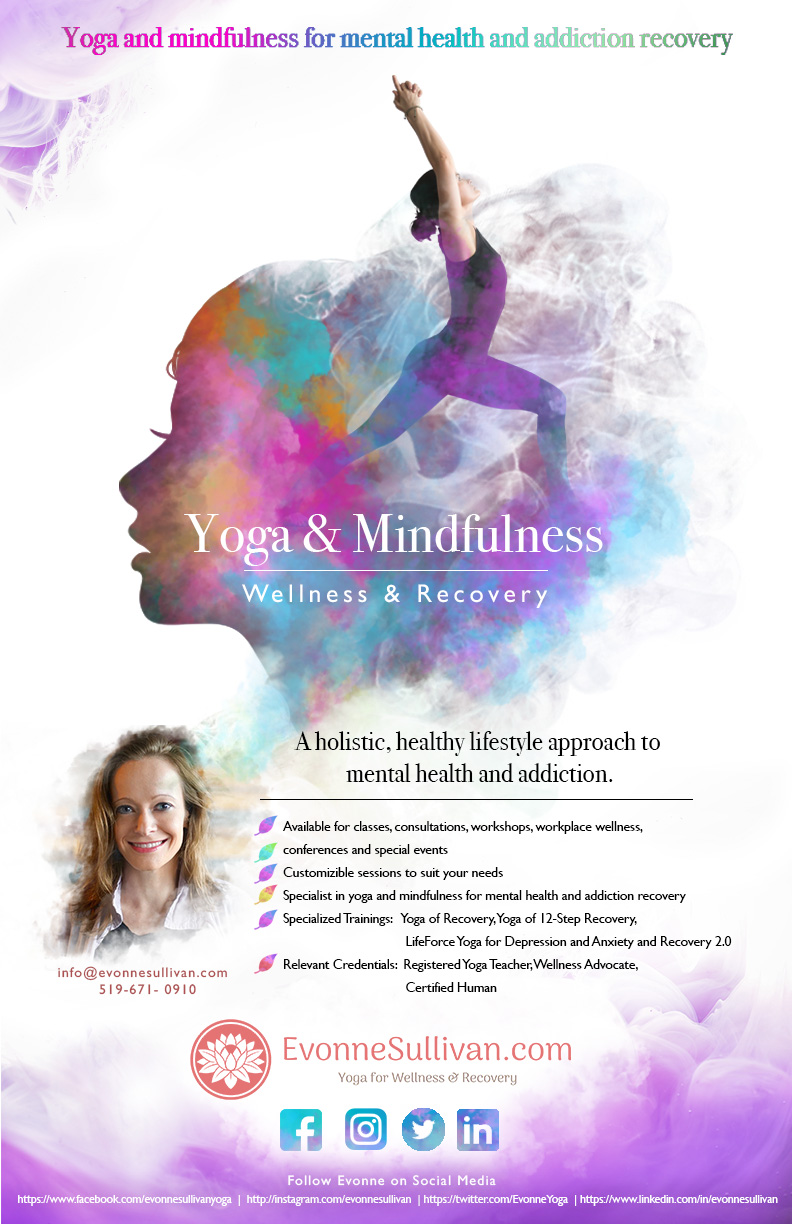 Yoga and mindfulness for mental health and addiction recovery
Yoga & Mindfulness
Wellness & Recovery
A holistic, healthy lifestyle approach to
mental health and addiction.
Available for classes, consultations, workshops, workplace wellness,
conferences and special events
Customizible sessions to suit your needs
Specialist in yoga and mindfulness for mental health and addiction recovery
Specialized Trainings: Yoga of Recovery, Yoga of 12-Step Recovery,
LifeForce Yoga for Depression and Anxiety and Recovery 2.0
Relevant Credentials: Registered Yoga Teacher, Wellness Advocate,
Certified Human
info@evonnesullivan.com
519-671- 0910
EvonneSullivan.com
Yoga for Wellness & Recovery
Follow Evonne on Social Media
https://www.facebook.com/evonnesullivanyoga | http://instagram.com/evonnesullivan | https://twitter.com/EvonneYoga | https://www.linkedin.com/in/evonnesullivan